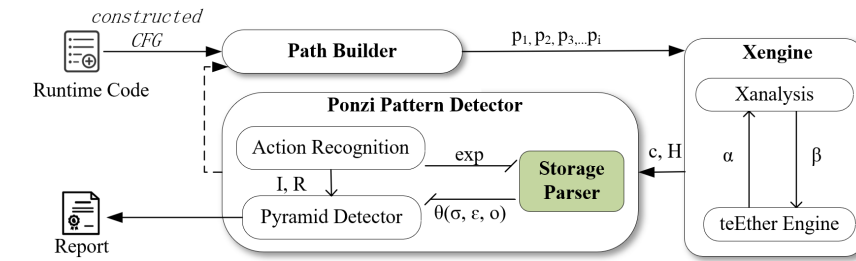 constructed
CFG
Runtime Code
Path Builder
p1, p2, p3,...pi
Xengine
Xanalysis
α
β
teEther Engine
c, H
Ponzi Pattern Detector
Action Recognition
exp
Storage
Parser
I, R
Pyramid Detector
θ(σ, ε, o)
Report